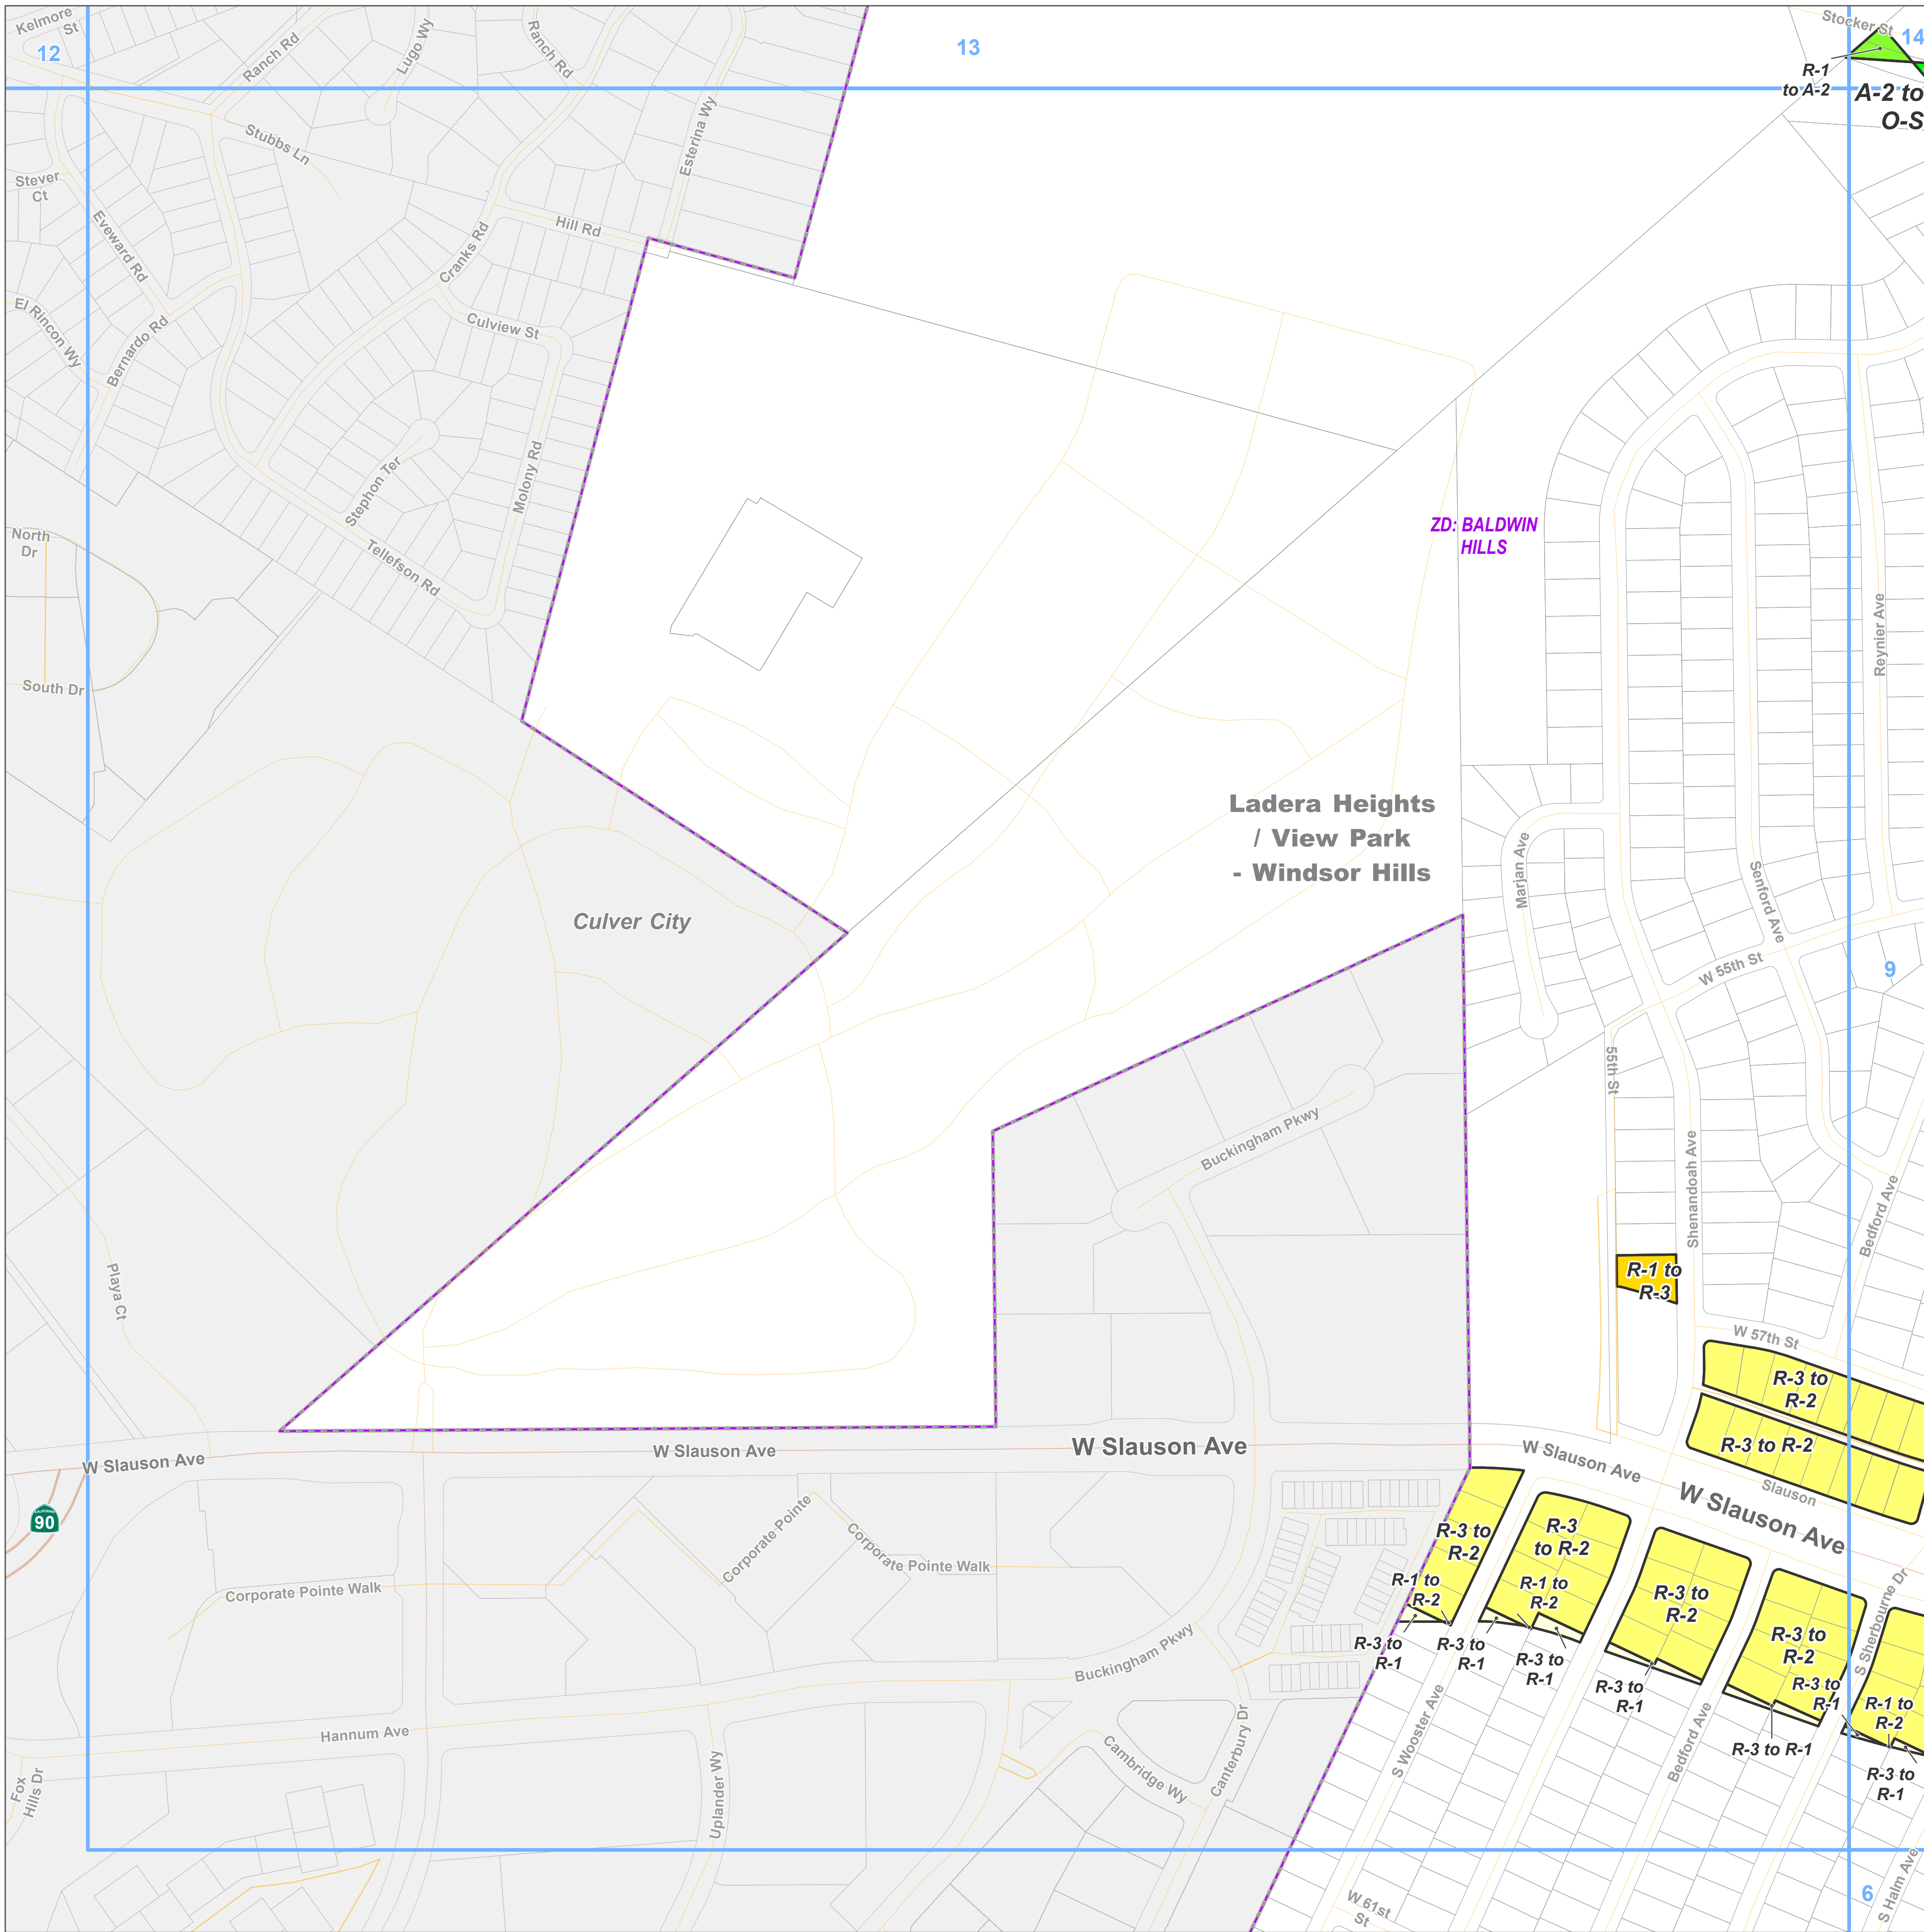 Kelmore
St
12
Ranch Rd
Lugo Wy
Ranch Rd
13
Stocker St
14
R-1
to A-2
A-2 to
O-S
Stubbs Ln
Esterina Wy
Stever
Ct
Eveward Rd
Hill Rd
Cranks Rd
El Rincon Wy
Bernardo Rd
Culview St
Stephon Ter
Molony Rd
ZD: BALDWIN
HILLS
North
Dr
Tellefson Rd
Reynier Ave
South Dr
Ladera Heights
/ View Park
- Windsor Hills
Marjan Ave
Senford Ave
Culver City
W 55th St
9
55th St
Buckingham Pkwy
Shenandoah Ave
Bedford Ave
Playa Ct
R-1 to
R-3
W 57th St
R-3 to
R-2
R-3 to R-2
W Slauson Ave
W Slauson Ave
W Slauson Ave
W Slauson Ave
Slauson
W Slauson Ave
CALIFORNIA
90
Corporate Pointe
Corporate Pointe Walk
Corporate Pointe Walk
R-3 to
R-2
R-3
to R-2
R-1 to
R-2
R-1 to
R-2
R-3 to
R-2
R-3 to
R-2
S Sherbourne Dr
R-3 to
R-1
R-3 to
R-1
R-3 to
R-1
R-3 to
R-1
R-3 to
R-1
R-1 to
R-2
R-3 to R-1
R-3 to
R-1
Buckingham Pkwy
Hannum Ave
Fox
Hills Dr
Uplander Wy
Cambridge Wy
Canterbury Dr
S Wooster Ave
Bedford Ave
W 61st
St
S Halm Ave
6